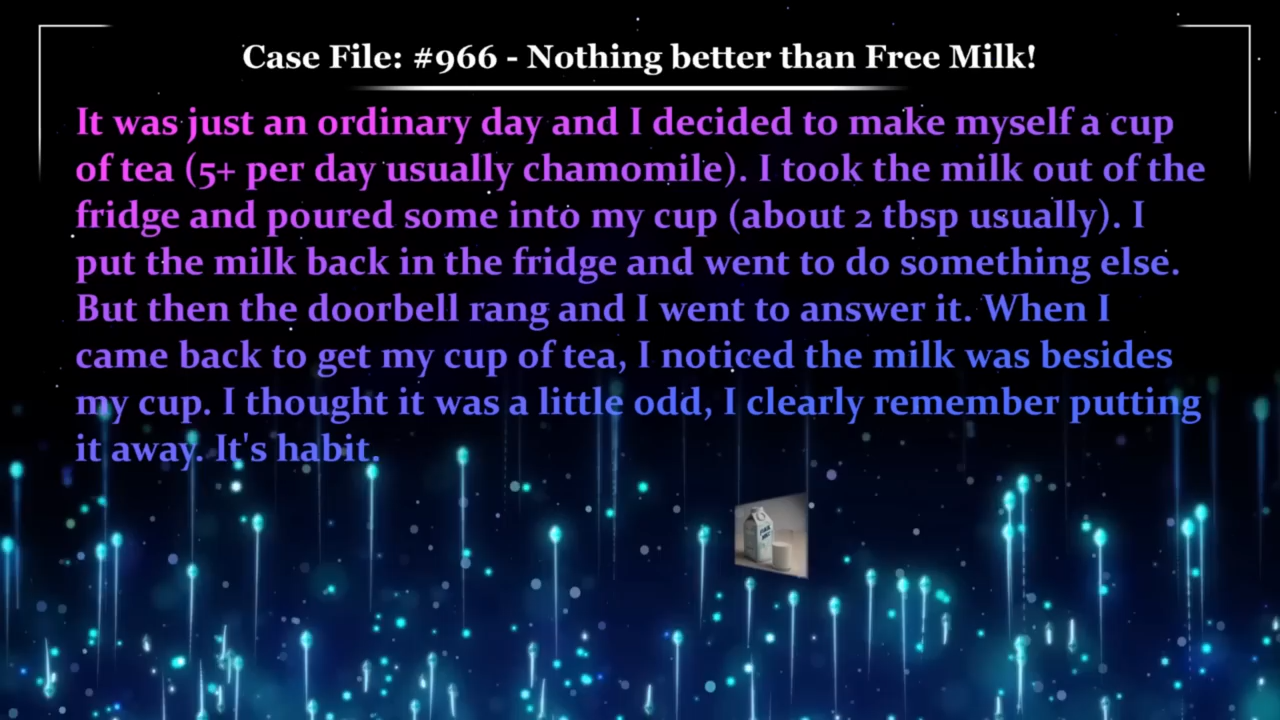 Case File: #966 - Nothing better than Free Milk!
It was just an ordinary day and I decided to make myself a cup
of tea (5+ per day usually chamomile). I took the milk out of the
fridge and poured some into my cup (about 2 tbsp usually). I
put the milk back in the fridge and went to do something else.
But then the doorbell rang and I went to answer it. When I
came back to get my cup of tea, I noticed the milk was besides
my cup. I thought it was a little odd, I clearly remember putting
it away. It's habit.